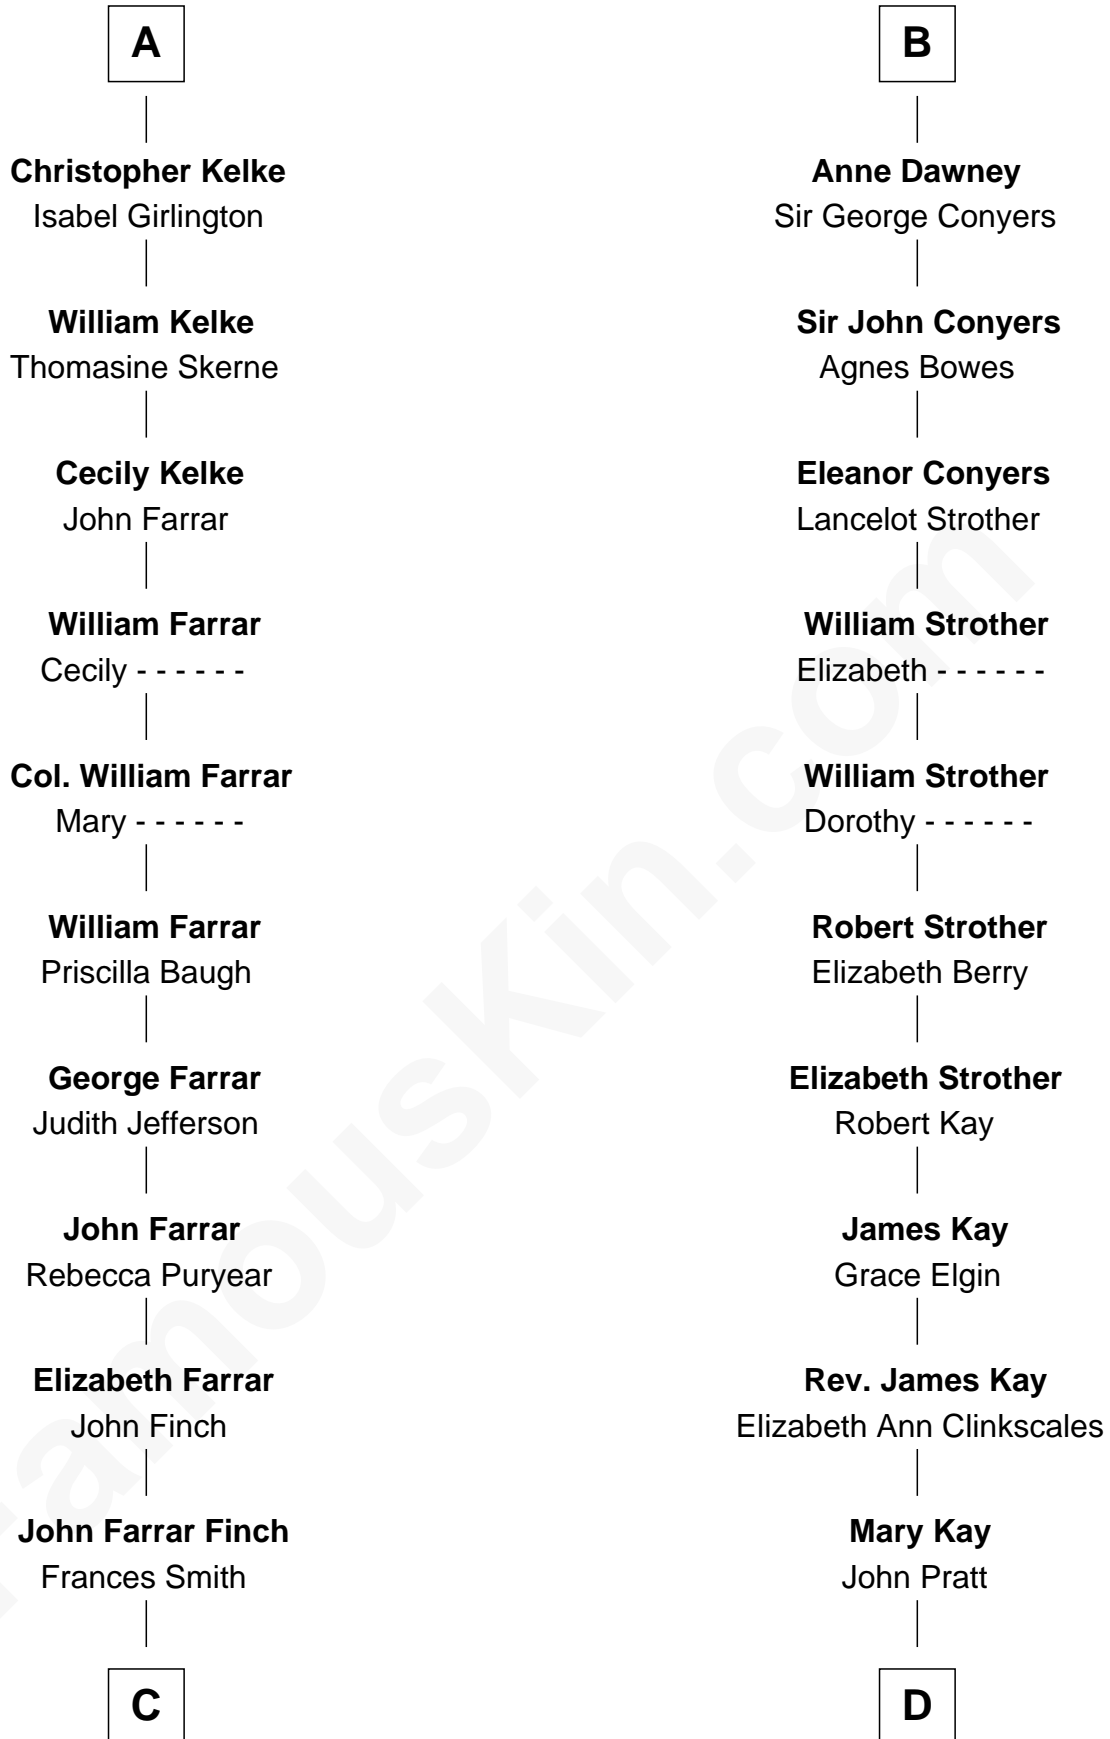 A
Christopher Kelke
Isabel Girlington
William Kelke
Thomasine Skerne
Cecily Kelke
John Farrar
William Farrar
Cecily - - - - - -
Col. William Farrar
Mary - - - - - -
William Farrar
Priscilla Baugh
George Farrar
Judith Jefferson
John Farrar
Rebecca Puryear
Elizabeth Farrar
John Finch
John Farrar Finch
Frances Smith
C
B
Anne Dawney
Sir George Conyers
Sir John Conyers
Agnes Bowes
Eleanor Conyers
Lancelot Strother
William Strother
Elizabeth - - - - - -
William Strother
Dorothy - - - - - -
Robert Strother
Elizabeth Berry
Elizabeth Strother
Robert Kay
James Kay
Grace Elgin
Rev. James Kay
Elizabeth Ann Clinkscales
Mary Kay
John Pratt
D
FamousKin.com